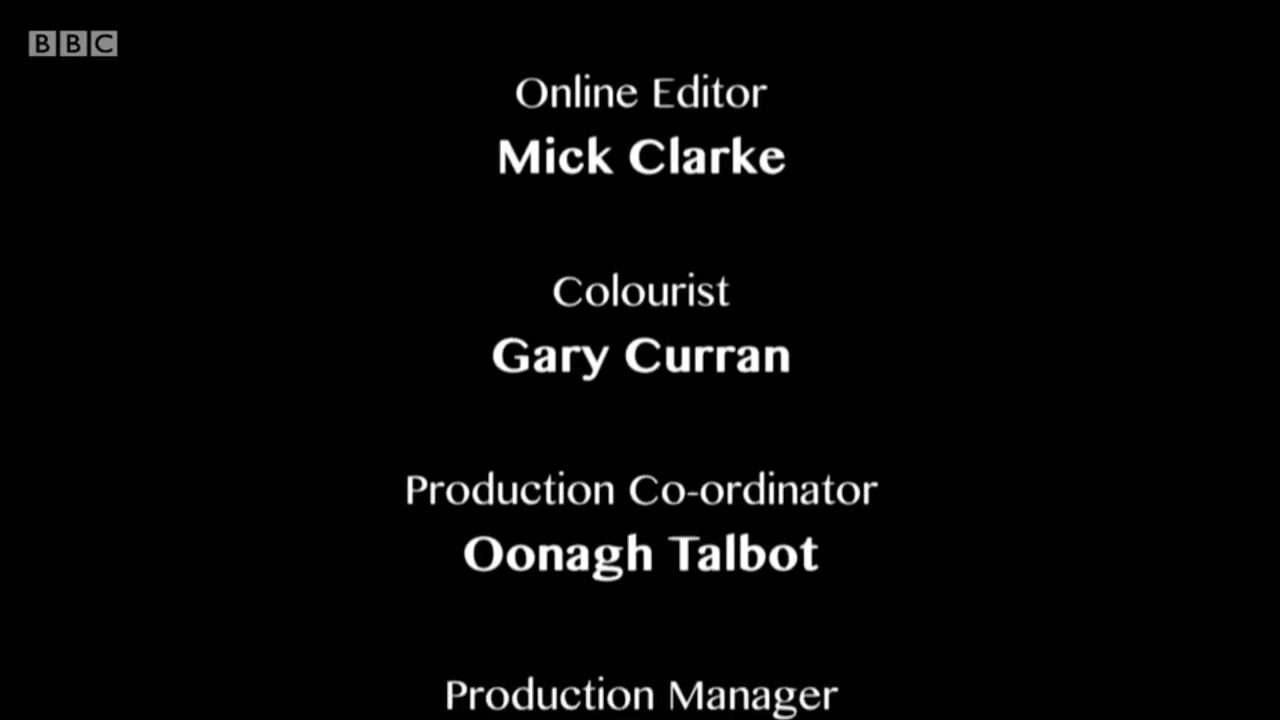 BBC
Online Editor
Mick Clarke
Colourist
Gary Curran
Production Co-ordinator
Oonagh Talbot
Production Manager